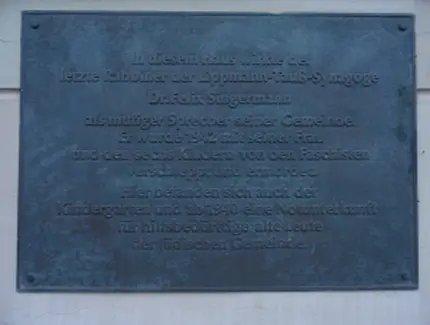 In diesem Haus wirkte der
letzte Rabbiner der Lippmann-Tauß-Synagoge
Dr. Felix Singermann
als mutiger Sprecher seiner Gemeinde.
Er wurde 1942 mit seiner Frau
und den sechs Kindern von den Faschisten
verschleppt und ermordet.
Hier befanden sich auch der
Kindergarten und ab 1940 eine Notunterkunft
für hilfsbedürftige alte Leute
der jüdischen Gemeinde.